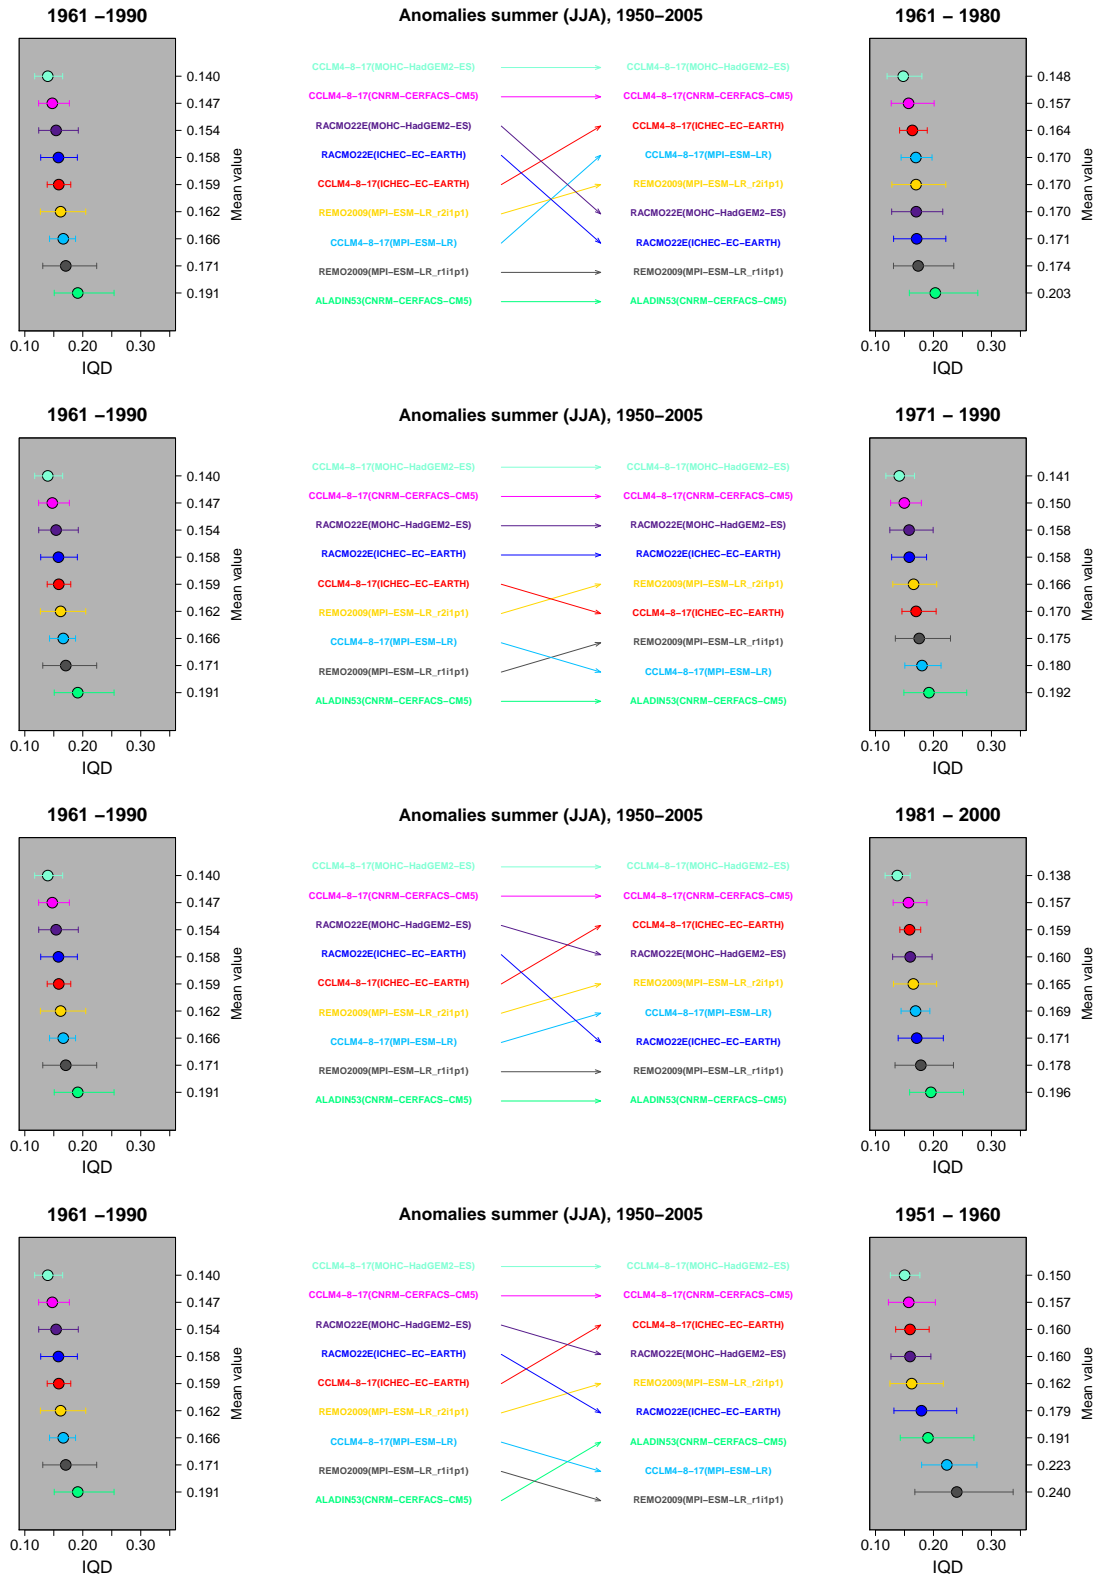 1961 −1990
Anomalies summer (JJA), 1950−2005
1961 − 1980
CCLM4−8−17(MOHC−HadGEM2−ES) CCLM4−8−17(MOHC−HadGEM2−ES)
0.140 0.148
CCLM4−8−17(CNRM−CERFACS−CM5) CCLM4−8−17(CNRM−CERFACS−CM5)
0.147 0.157
RACMO22E(MOHC−HadGEM2−ES) CCLM4−8−17(ICHEC−EC−EARTH)
0.154 0.164
RACMO22E(ICHEC−EC−EARTH) CCLM4−8−17(MPI−ESM−LR)
0.158 0.170
CCLM4−8−17(ICHEC−EC−EARTH) REMO2009(MPI−ESM−LR_r2i1p1)
0.159 0.170
REMO2009(MPI−ESM−LR_r2i1p1) RACMO22E(MOHC−HadGEM2−ES)
0.162 0.170
CCLM4−8−17(MPI−ESM−LR) RACMO22E(ICHEC−EC−EARTH)
0.166 0.171
REMO2009(MPI−ESM−LR_r1i1p1) REMO2009(MPI−ESM−LR_r1i1p1)
0.171 0.174
ALADIN53(CNRM−CERFACS−CM5) ALADIN53(CNRM−CERFACS−CM5)
0.191 0.203
Mean value Mean value
0.10 0.20 0.30 0.10 0.20 0.30
IQD IQD
1961 −1990
Anomalies summer (JJA), 1950−2005
1971 − 1990
CCLM4−8−17(MOHC−HadGEM2−ES) CCLM4−8−17(MOHC−HadGEM2−ES)
0.140 0.141
CCLM4−8−17(CNRM−CERFACS−CM5) CCLM4−8−17(CNRM−CERFACS−CM5)
0.147 0.150
RACMO22E(MOHC−HadGEM2−ES) RACMO22E(MOHC−HadGEM2−ES)
0.154 0.158
RACMO22E(ICHEC−EC−EARTH) RACMO22E(ICHEC−EC−EARTH)
0.158 0.158
CCLM4−8−17(ICHEC−EC−EARTH) REMO2009(MPI−ESM−LR_r2i1p1)
0.159 0.166
REMO2009(MPI−ESM−LR_r2i1p1) CCLM4−8−17(ICHEC−EC−EARTH)
0.162 0.170
CCLM4−8−17(MPI−ESM−LR) REMO2009(MPI−ESM−LR_r1i1p1)
0.166 0.175
REMO2009(MPI−ESM−LR_r1i1p1) CCLM4−8−17(MPI−ESM−LR)
0.171 0.180
ALADIN53(CNRM−CERFACS−CM5) ALADIN53(CNRM−CERFACS−CM5)
0.191 0.192
Mean value Mean value
0.10 0.20 0.30 0.10 0.20 0.30
IQD IQD
1961 −1990
Anomalies summer (JJA), 1950−2005
1981 − 2000
CCLM4−8−17(MOHC−HadGEM2−ES) CCLM4−8−17(MOHC−HadGEM2−ES)
0.140 0.138
CCLM4−8−17(CNRM−CERFACS−CM5) CCLM4−8−17(CNRM−CERFACS−CM5)
0.147 0.157
RACMO22E(MOHC−HadGEM2−ES) CCLM4−8−17(ICHEC−EC−EARTH)
0.154 0.159
RACMO22E(ICHEC−EC−EARTH) RACMO22E(MOHC−HadGEM2−ES)
0.158 0.160
CCLM4−8−17(ICHEC−EC−EARTH) REMO2009(MPI−ESM−LR_r2i1p1)
0.159 0.165
REMO2009(MPI−ESM−LR_r2i1p1) CCLM4−8−17(MPI−ESM−LR)
0.162 0.169
CCLM4−8−17(MPI−ESM−LR) RACMO22E(ICHEC−EC−EARTH)
0.166 0.171
REMO2009(MPI−ESM−LR_r1i1p1) REMO2009(MPI−ESM−LR_r1i1p1)
0.171 0.178
ALADIN53(CNRM−CERFACS−CM5) ALADIN53(CNRM−CERFACS−CM5)
0.191 0.196
Mean value Mean value
0.10 0.20 0.30 0.10 0.20 0.30
IQD IQD
1961 −1990
Anomalies summer (JJA), 1950−2005
1951 − 1960
CCLM4−8−17(MOHC−HadGEM2−ES) CCLM4−8−17(MOHC−HadGEM2−ES)
0.140 0.150
CCLM4−8−17(CNRM−CERFACS−CM5) CCLM4−8−17(CNRM−CERFACS−CM5)
0.147 0.157
RACMO22E(MOHC−HadGEM2−ES) CCLM4−8−17(ICHEC−EC−EARTH)
0.154 0.160
RACMO22E(ICHEC−EC−EARTH) RACMO22E(MOHC−HadGEM2−ES)
0.158 0.160
CCLM4−8−17(ICHEC−EC−EARTH) REMO2009(MPI−ESM−LR_r2i1p1)
0.159 0.162
REMO2009(MPI−ESM−LR_r2i1p1) RACMO22E(ICHEC−EC−EARTH)
0.162 0.179
CCLM4−8−17(MPI−ESM−LR) ALADIN53(CNRM−CERFACS−CM5)
0.166 0.191
REMO2009(MPI−ESM−LR_r1i1p1) CCLM4−8−17(MPI−ESM−LR)
0.171 0.223
ALADIN53(CNRM−CERFACS−CM5) REMO2009(MPI−ESM−LR_r1i1p1)
0.191 0.240
Mean value Mean value
0.10 0.20 0.30 0.10 0.20 0.30
IQD IQD